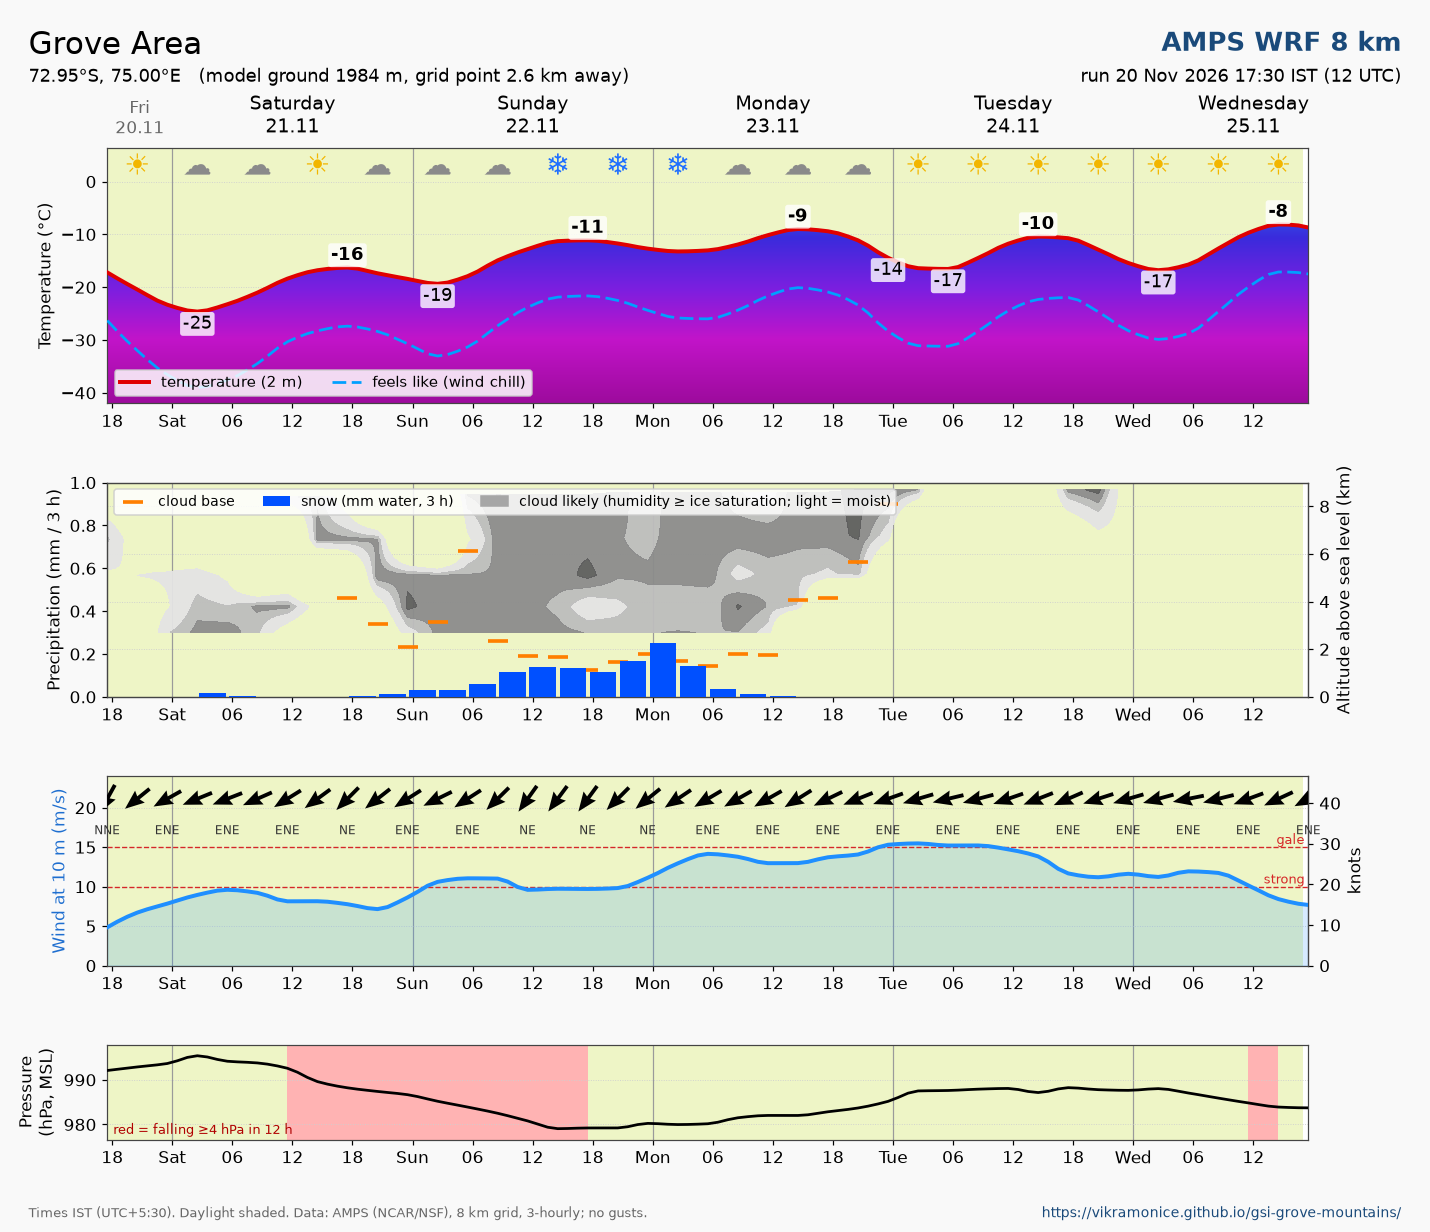 Grove Area
AMPS WRF 8 km
72.95°S, 75.00°E (model ground 1984 m, grid point 2.6 km away)
run 20 Nov 2026 17:30 IST (12 UTC)
Fri Saturday Sunday Monday Tuesday Wednesday
20.11 21.11 22.11 23.11 24.11 25.11
Temperature (°C)
0
−10
−20
−30
−40
-25 -16 -19 -11 -9 -14 -17 -10 -17 -8
temperature (2 m) feels like (wind chill)
18 Sat 06 12 18 Sun 06 12 18 Mon 06 12 18 Tue 06 12 18 Wed 06 12
Precipitation (mm / 3 h)
1.0
0.8
0.6
0.4
0.2
0.0
cloud base snow (mm water, 3 h) cloud likely (humidity ≥ ice saturation; light = moist)
8
6
4
2
0
Altitude above sea level (km)
18 Sat 06 12 18 Sun 06 12 18 Mon 06 12 18 Tue 06 12 18 Wed 06 12
Wind at 10 m (m/s)
20
15
10
5
0
NNE ENE ENE ENE NE ENE ENE NE NE NE ENE ENE ENE ENE ENE ENE ENE ENE ENE ENE ENE
gale
strong
40
30
20
10
0
knots
18 Sat 06 12 18 Sun 06 12 18 Mon 06 12 18 Tue 06 12 18 Wed 06 12
Pressure
(hPa, MSL)
990
980
red = falling ≥4 hPa in 12 h
18 Sat 06 12 18 Sun 06 12 18 Mon 06 12 18 Tue 06 12 18 Wed 06 12
Times IST (UTC+5:30). Daylight shaded. Data: AMPS (NCAR/NSF), 8 km grid, 3-hourly; no gusts.
https://vikramonice.github.io/gsi-grove-mountains/